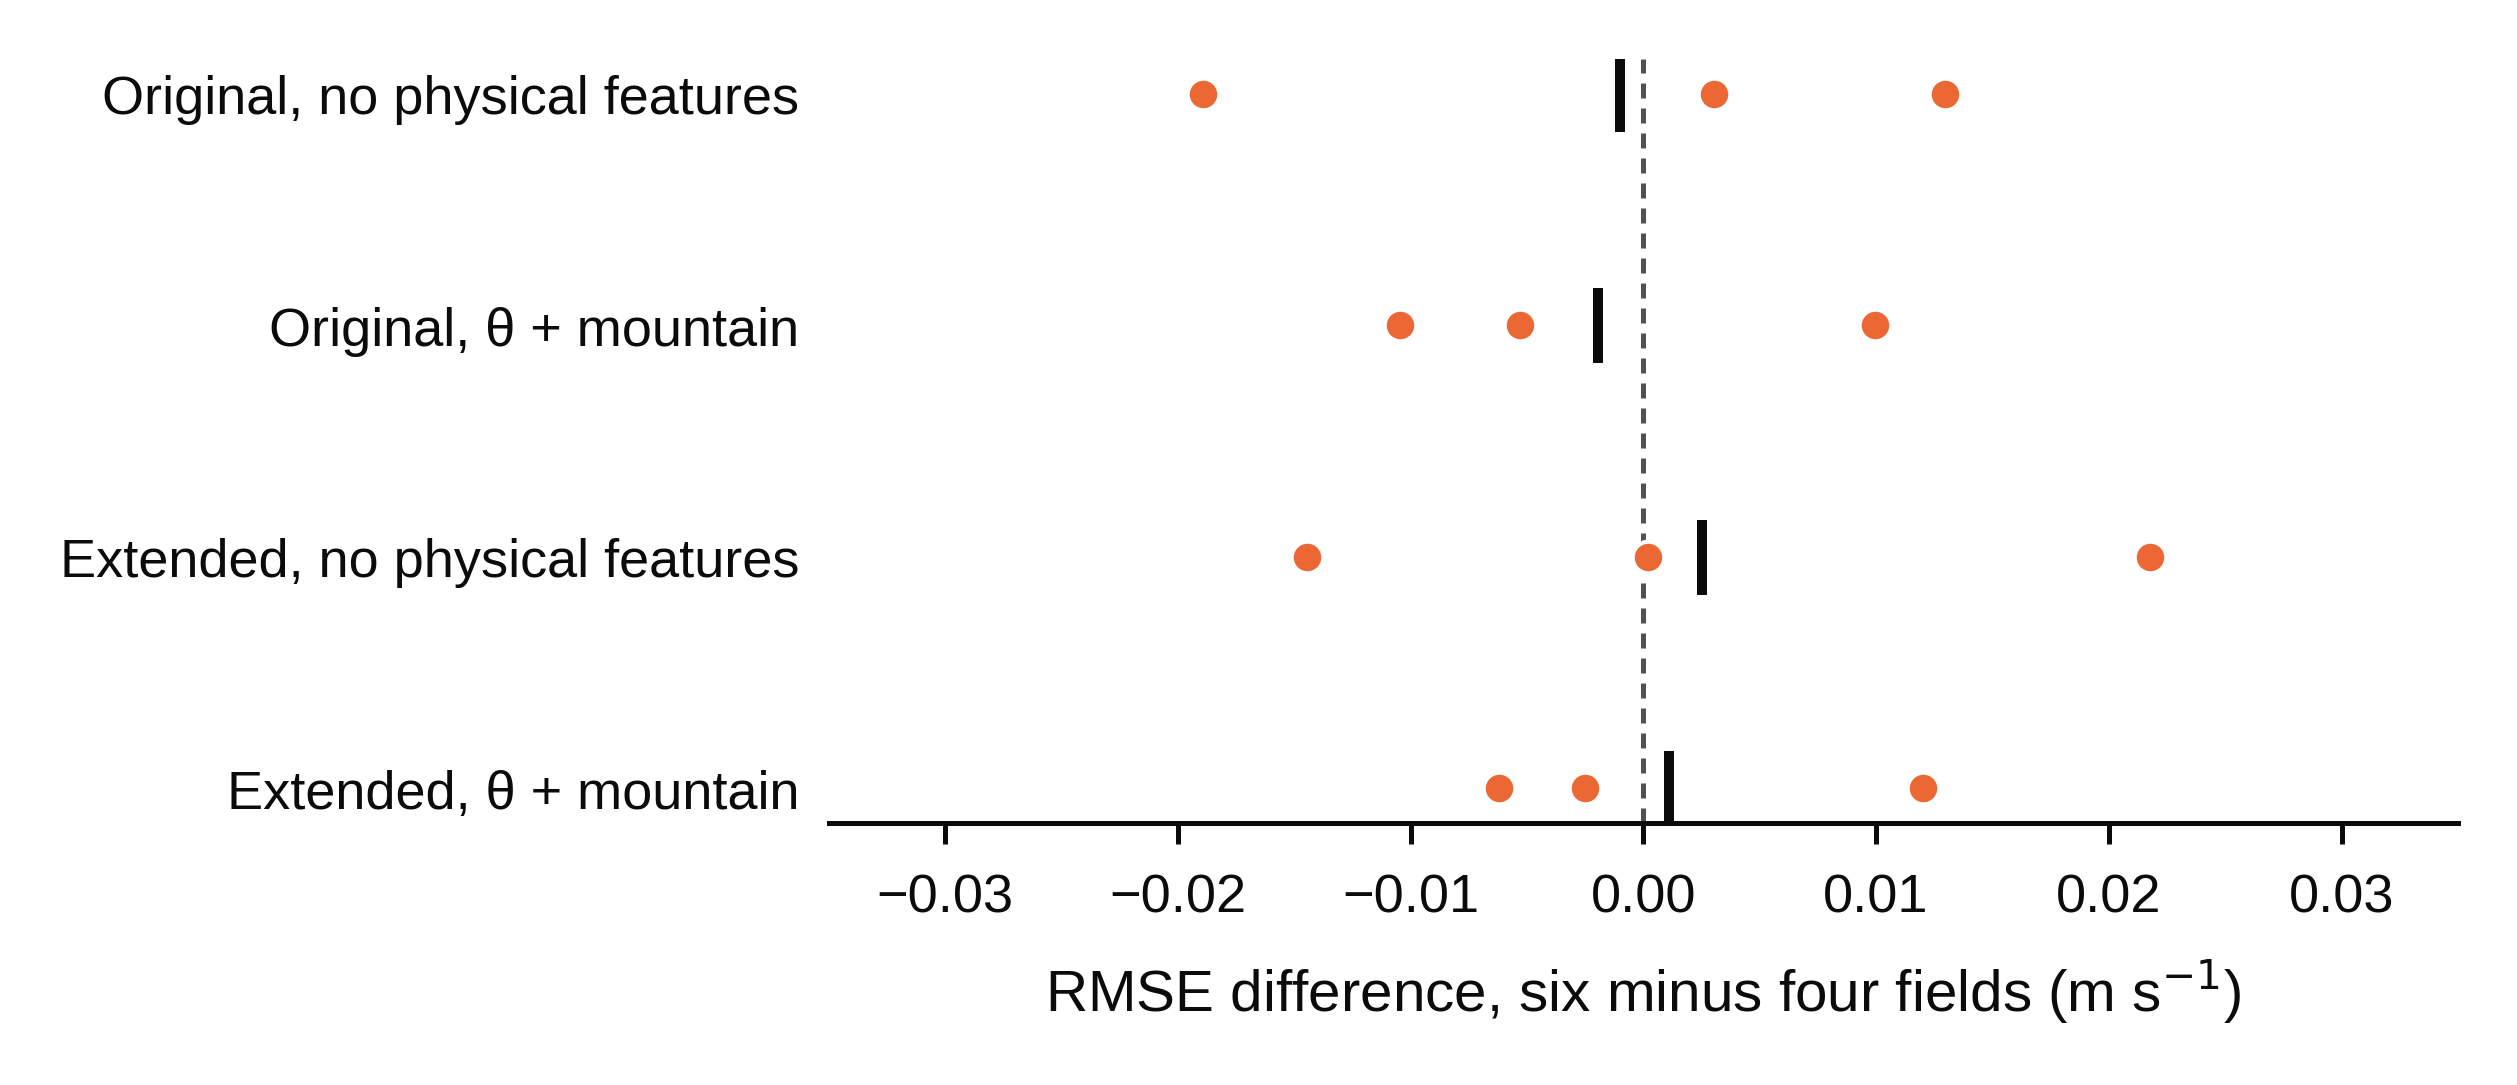 Original, no physical features
Original, θ + mountain
Extended, no physical features
Extended, θ + mountain
−0.03 −0.02 −0.01 0.00 0.01 0.02 0.03
RMSE difference, six minus four fields (m s⁻¹)